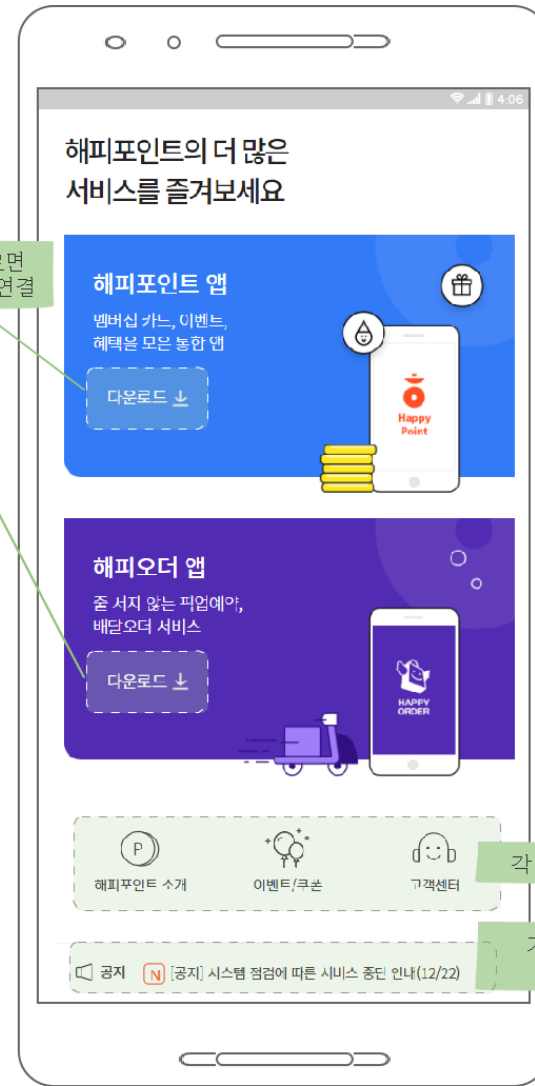 4:06
해피포인트의 더 많은
서비스를 즐겨보세요
연결
해피포인트 앱
멤버십 카드, 이벤트,
혜택을 모은 통합 앱
다운로드
Happy
Point
해피오더 앱
줄 서지 않는 픽업예약,
배달오더 서비스
다운로드
HAPPY
ORDER
P
해피포인트 소개
이벤트/쿠폰
고객센터
각
공지 N [공지] 시스템 점검에 따른 서비스 중단 안내(12/22)